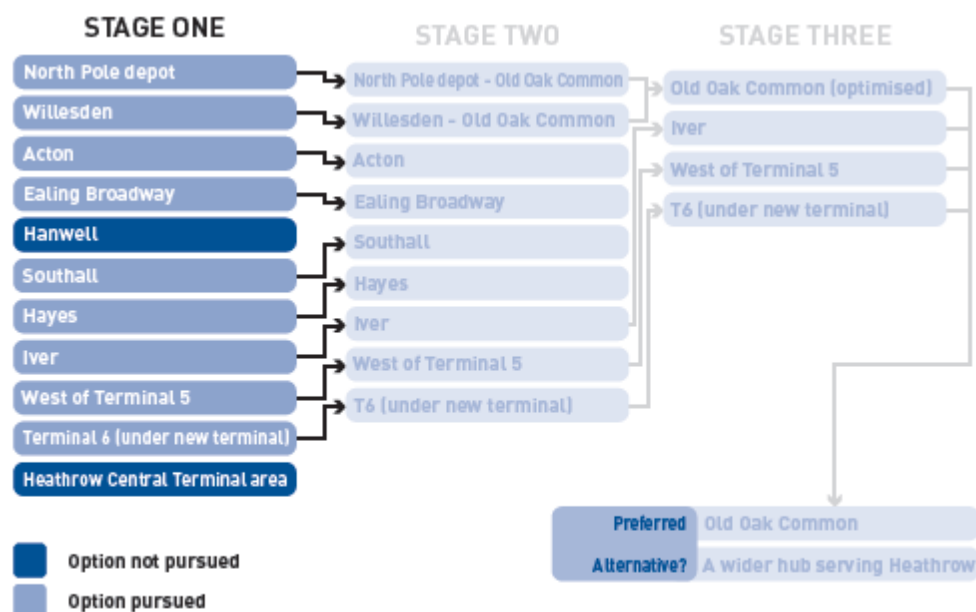 STAGE ONE
North Pole depot
Willesden
Acton
Ealing Broadway
Hanwell
Southall
Hayes
Iver
West of Terminal 5
Terminal 6 (under new terminal)
Heathrow Central Terminal area
STAGE TWO
North Pole depot - Old Oak Common
Willesden - Old Oak Common
Acton
Ealing Broadway
Southall
Hayes
Iver
West of Terminal 5
T6 (under new terminal)
STAGE THREE
Old Oak Common (optimised)
Iver
West of Terminal 5
T6 (under new terminal)
Preferred Old Oak Common
Alternative? A wider hub serving Heathrow
Option not pursued
Option pursued